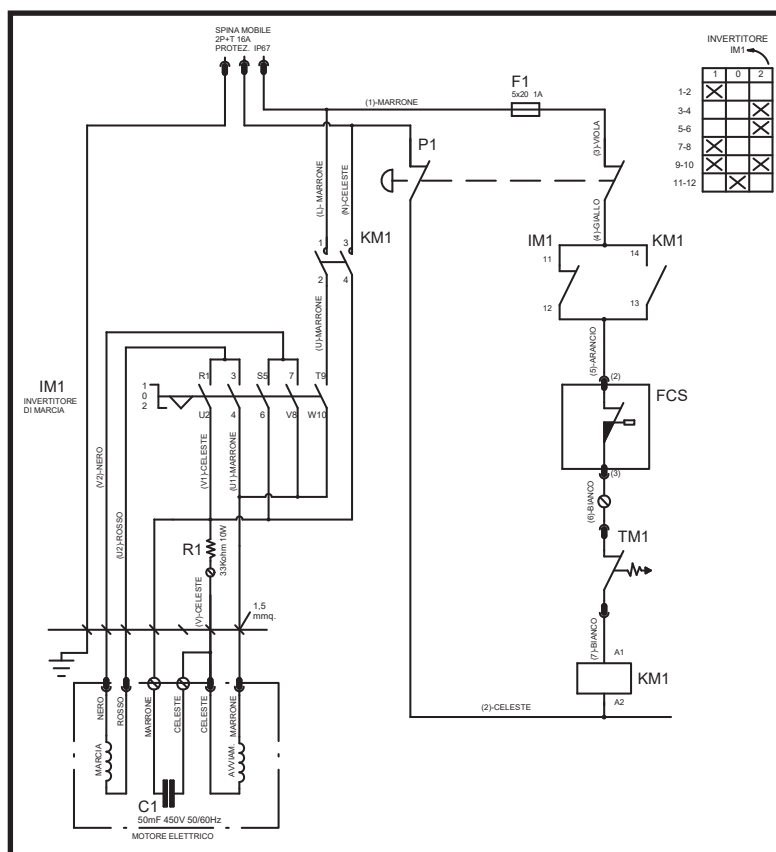 SPINA MOBILE
2P+T 16A
PROTEZ. IP67
INVERTITORE
IM1
1 0 2
1-2
3-4
5-6
7-8
9-10
11-12
F1
5x20 1A
(1)-MARRONE
P1
(3)-VIOLA
(L)- MARRONE
(N)-CELESTE
(4)-GIALLO
1 3
KM1
2 4
IM1
KM1
11
14
12
13
(U)-MARRONE
(5)-ARANCIO
IM1
INVERTITORE
DI MARCIA
1
0
2
R1 3 S5 7 T9
U2 4 6 V8 W10
(2)
FCS
(3)
(V2)-NERO
(U2)-ROSSO
(V1)-CELESTE
(U1)-MARRONE
(6)-BIANCO
R1
33Kohm 10W
TM1
(V)-CELESTE
1,5
mmq.
(7)-BIANCO
A1
KM1
A2
(2)-CELESTE
NERO
ROSSO
MARRONE
CELESTE
CELESTE
MARRONE
MARCIA
AVVIAM.
C1
50mF 450V 50/60Hz
MOTORE ELETTRICO